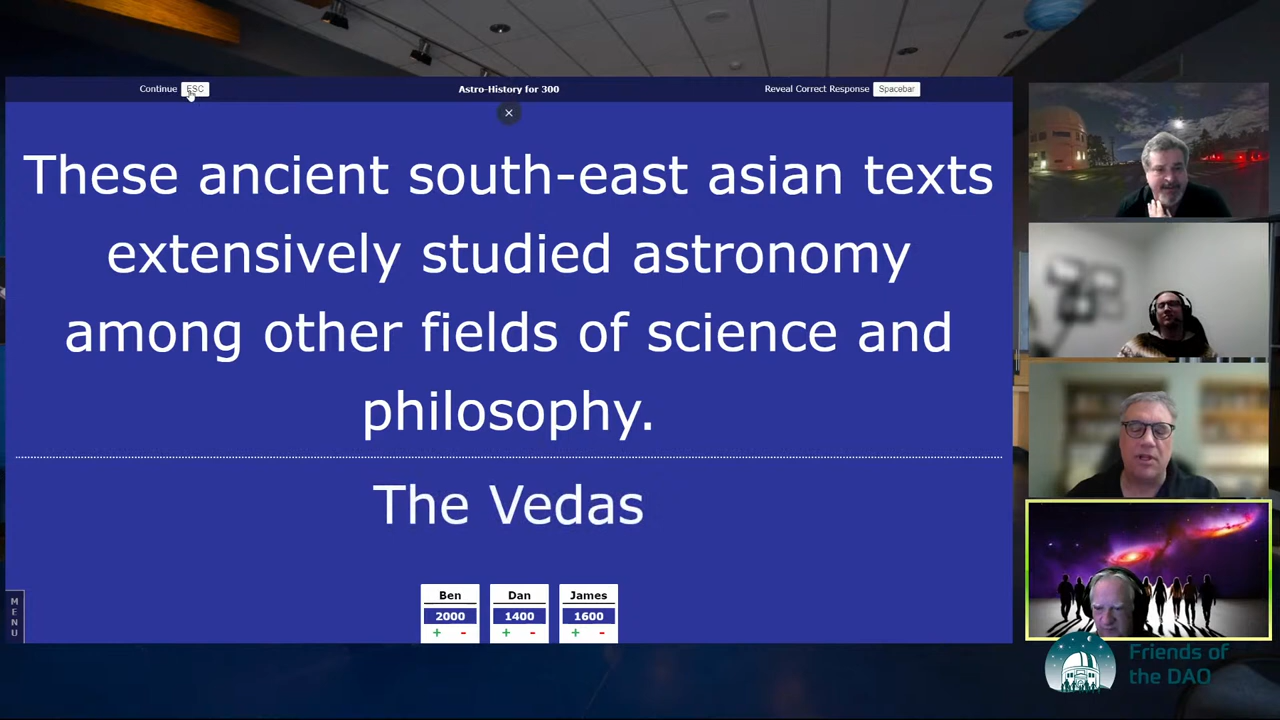 Continue ESC
Astro-History for 300
Reveal Correct Response Spacebar
×
These ancient south-east asian texts
extensively studied astronomy
among other fields of science and
philosophy.
The Vedas
MENU
Ben
2000
+ -
Dan
1400
+ -
James
1600
+ -
Friends of
the DAO